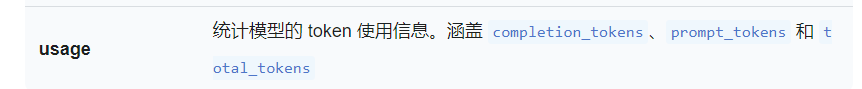 统计模型的 token 使用信息。涵盖 completion_tokens、prompt_tokens 和 t
usage
otal_tokens